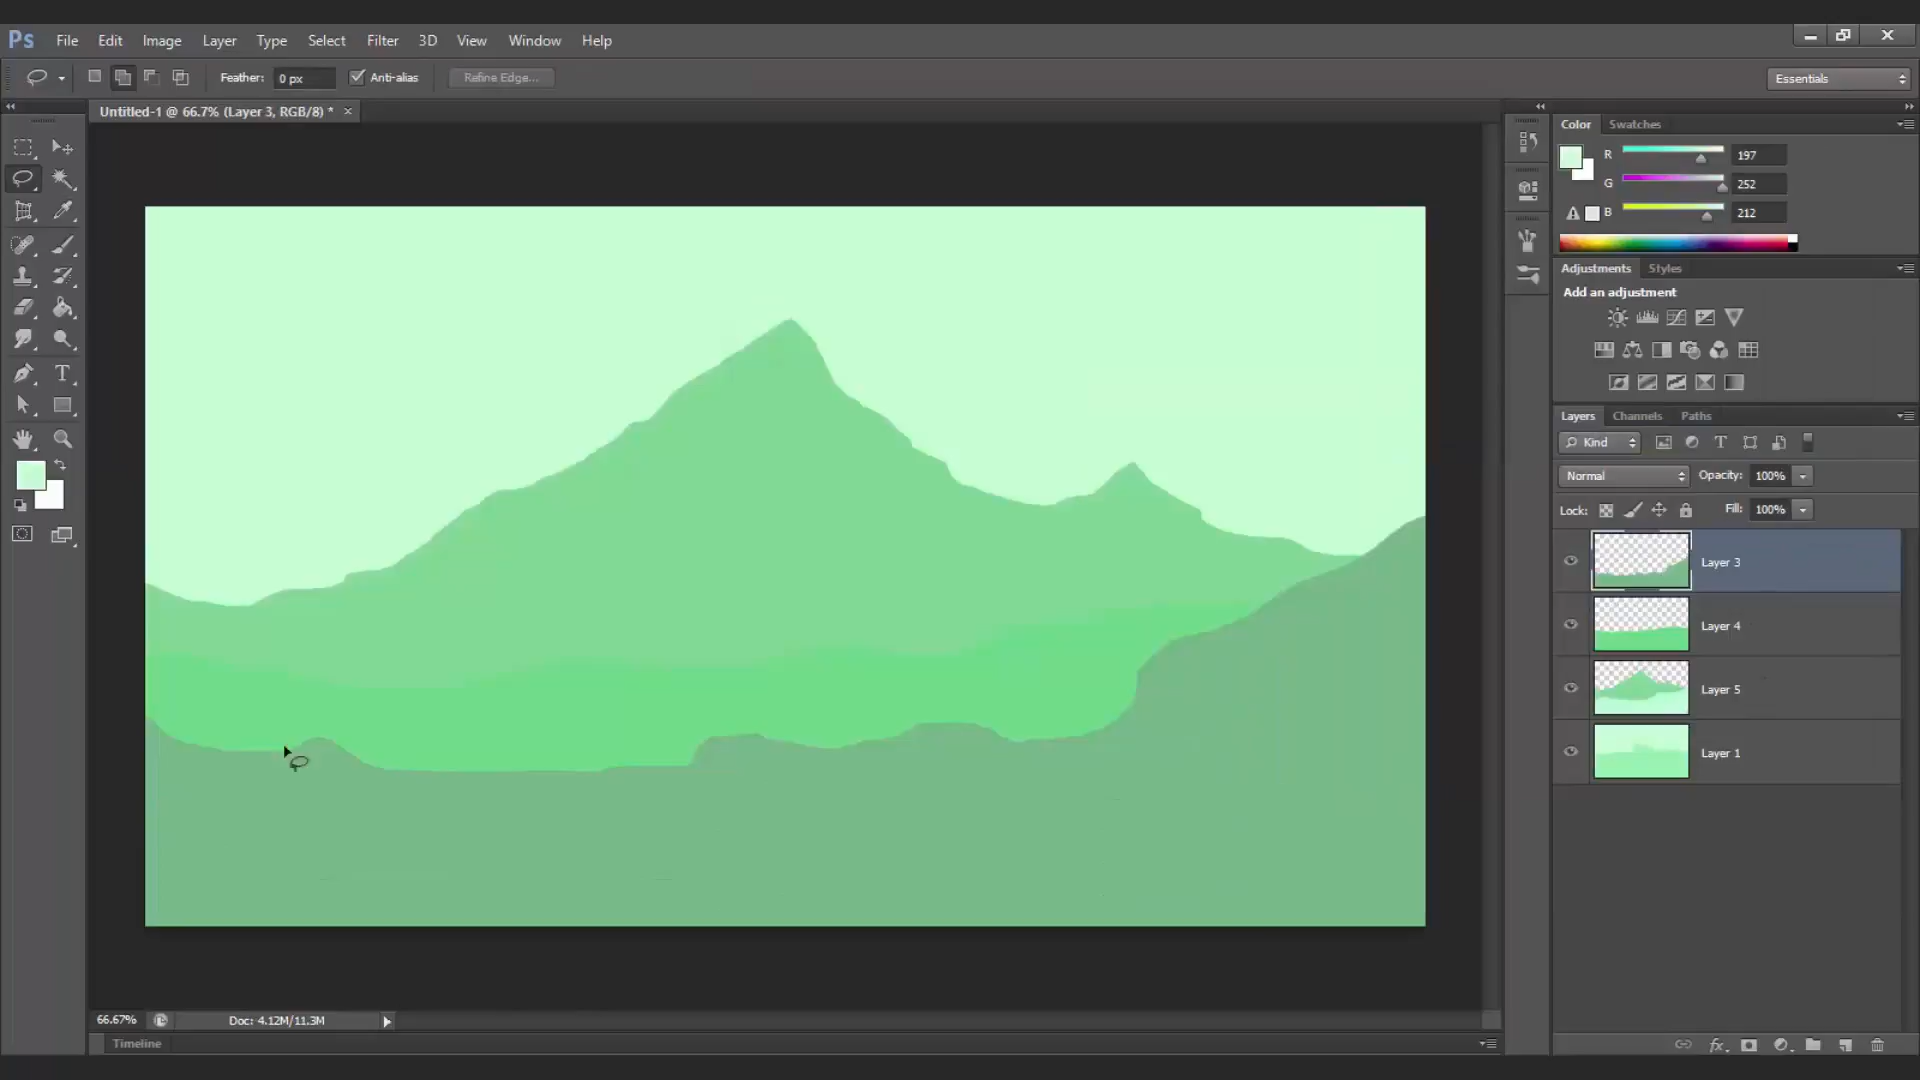 Ps File Edit Image Layer Type Select Filter 3D View Window Help
Feather: 0 px Anti-alias Refine Edge... Essentials
Untitled-1 @ 66.7% (Layer 3, RGB/8) * ×
Color Swatches
R 197
G 252
B 212
Adjustments Styles
Add an adjustment
Layers Channels Paths
Kind
Normal Opacity: 100%
Lock: Fill: 100%
Layer 3
Layer 4
Layer 5
Layer 1
66.67% Doc: 4.12M/11.3M
Timeline